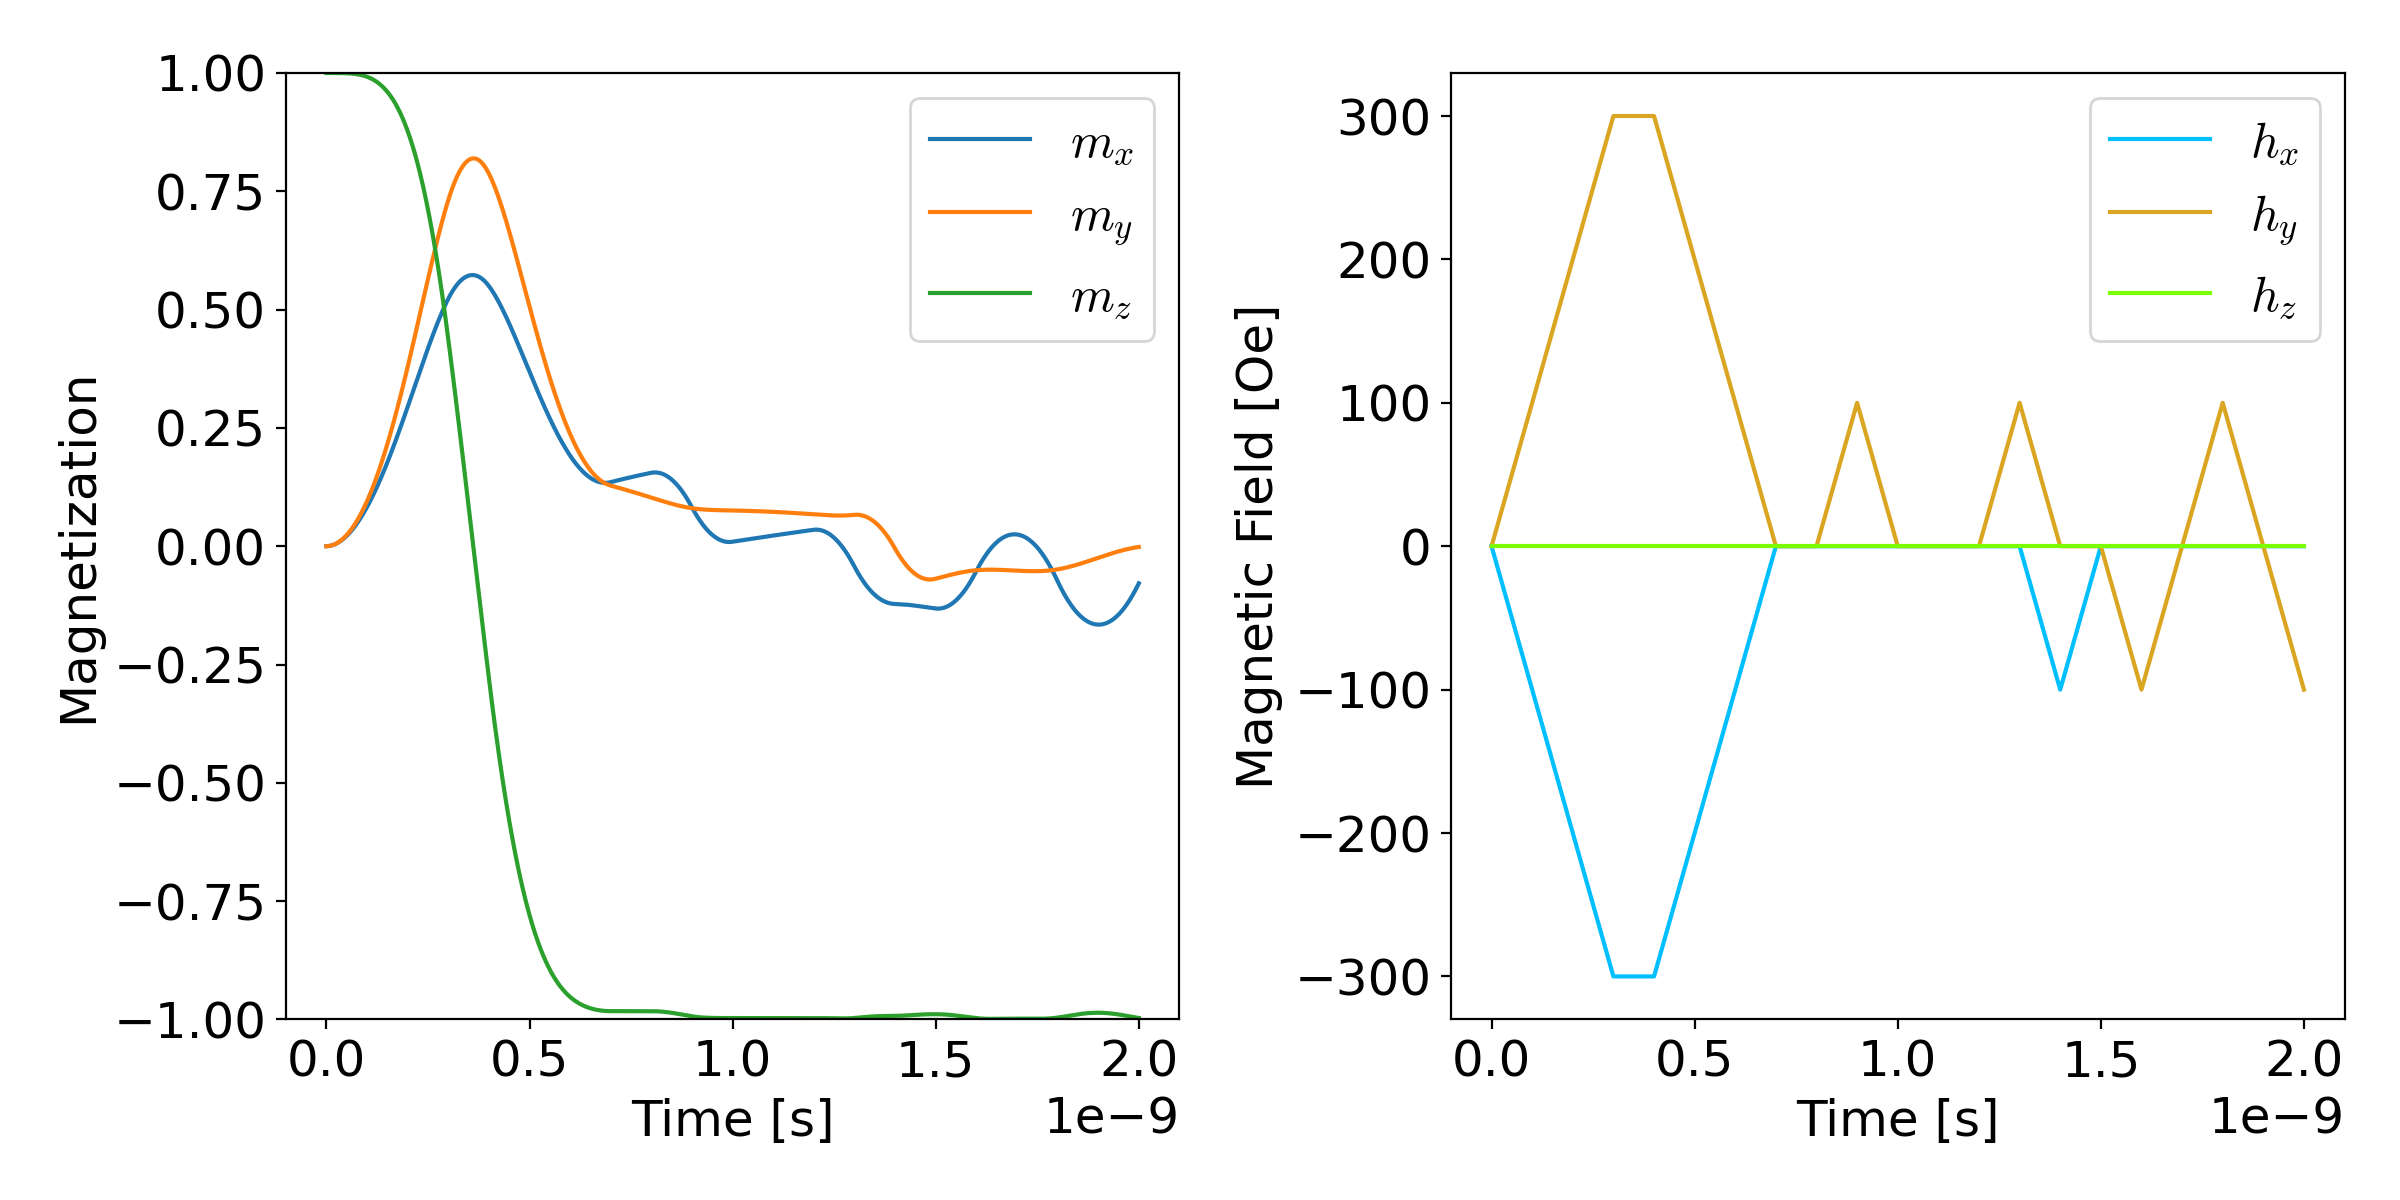 1.00
0.75
0.50
0.25
0.00
−0.25
−0.50
−0.75
−1.00
Magnetization
0.0 0.5 1.0 1.5 2.0
Time [s]
1e−9
m_x
m_y
m_z
300
200
100
0
−100
−200
−300
Magnetic Field [Oe]
0.0 0.5 1.0 1.5 2.0
Time [s]
1e−9
h_x
h_y
h_z